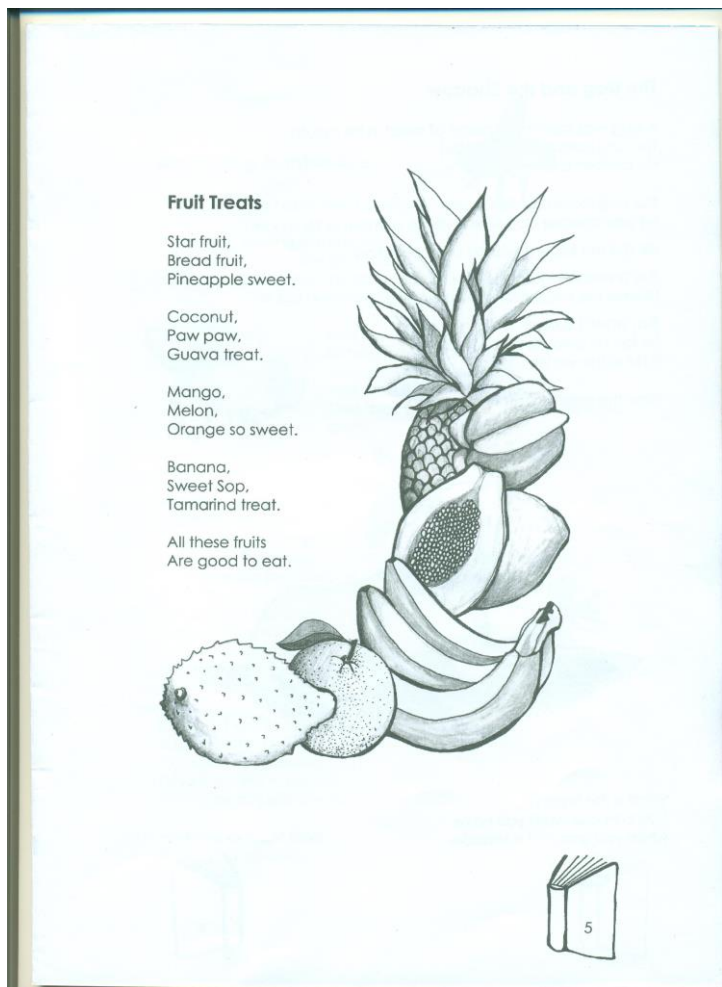 Fruit Treats
Star fruit,
Bread fruit,
Pineapple sweet.
Coconut,
Paw paw,
Guava treat.
Mango,
Melon,
Orange so sweet.
Banana,
Sweet Sop,
Tamarind treat.
All these fruits
Are good to eat.
5